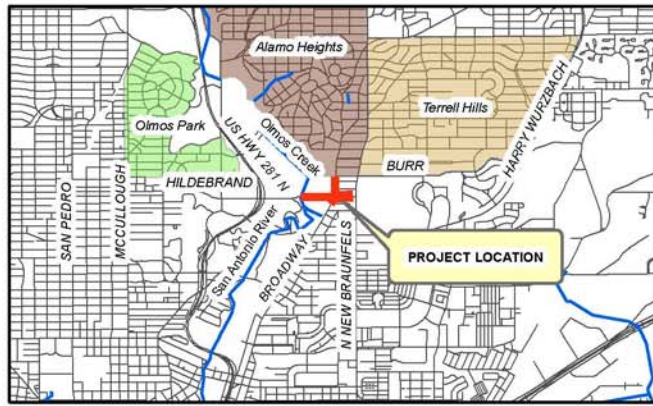 Alamo Heights
Terrell Hills
HARRY WURZBACH
Olmos Park
US HWY 281 N
Olmos Creek
BURR
HILDEBRAND
SAN PEDRO
MCCULLOUGH
San Antonio River
BROADWAY
N NEW BRAUNFELS
PROJECT LOCATION